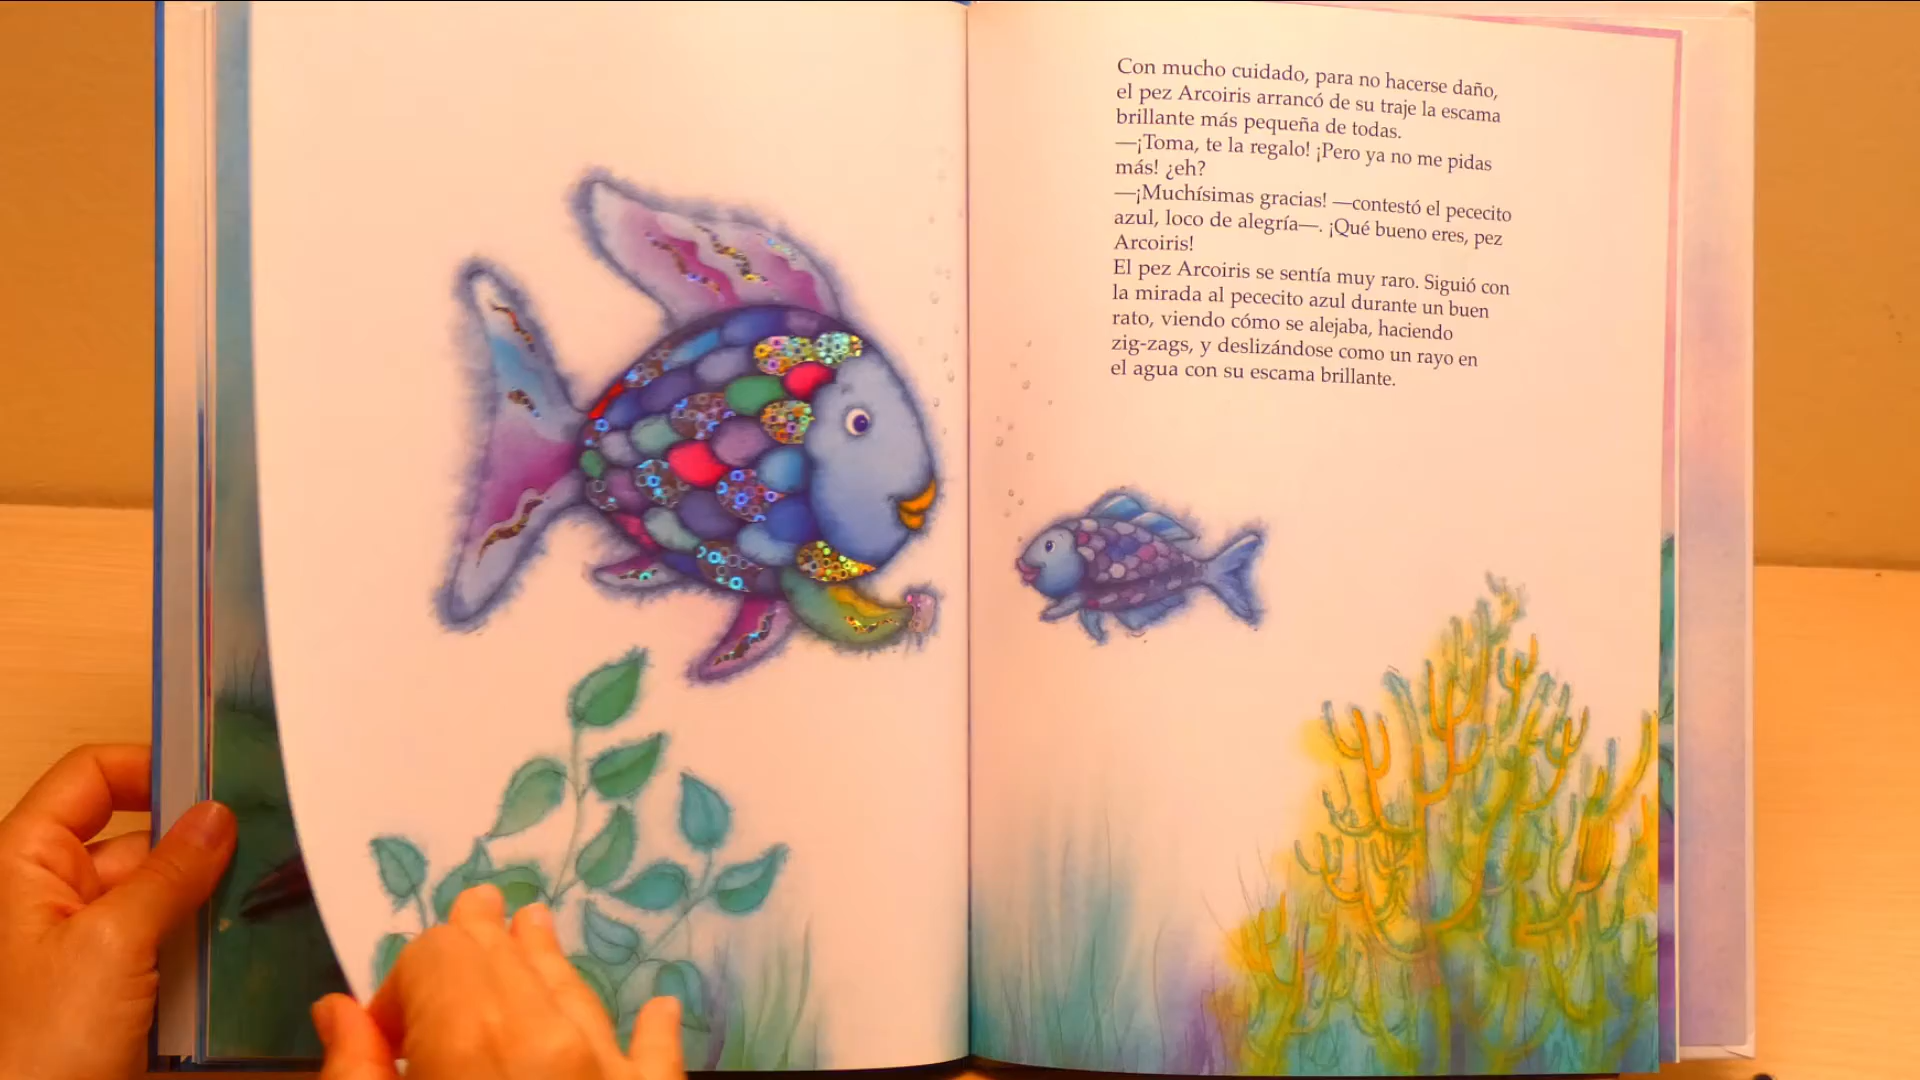 Con mucho cuidado, para no hacerse daño,
el pez Arcoiris arrancó de su traje la escama
brillante más pequeña de todas.
—¡Toma, te la regalo! ¡Pero ya no me pidas
más! ¿eh?
—¡Muchísimas gracias! —contestó el pececito
azul, loco de alegría—. ¡Qué bueno eres, pez
Arcoiris!
El pez Arcoiris se sentía muy raro. Siguió con
la mirada al pececito azul durante un buen
rato, viendo cómo se alejaba, haciendo
zig-zags, y deslizándose como un rayo en
el agua con su escama brillante.